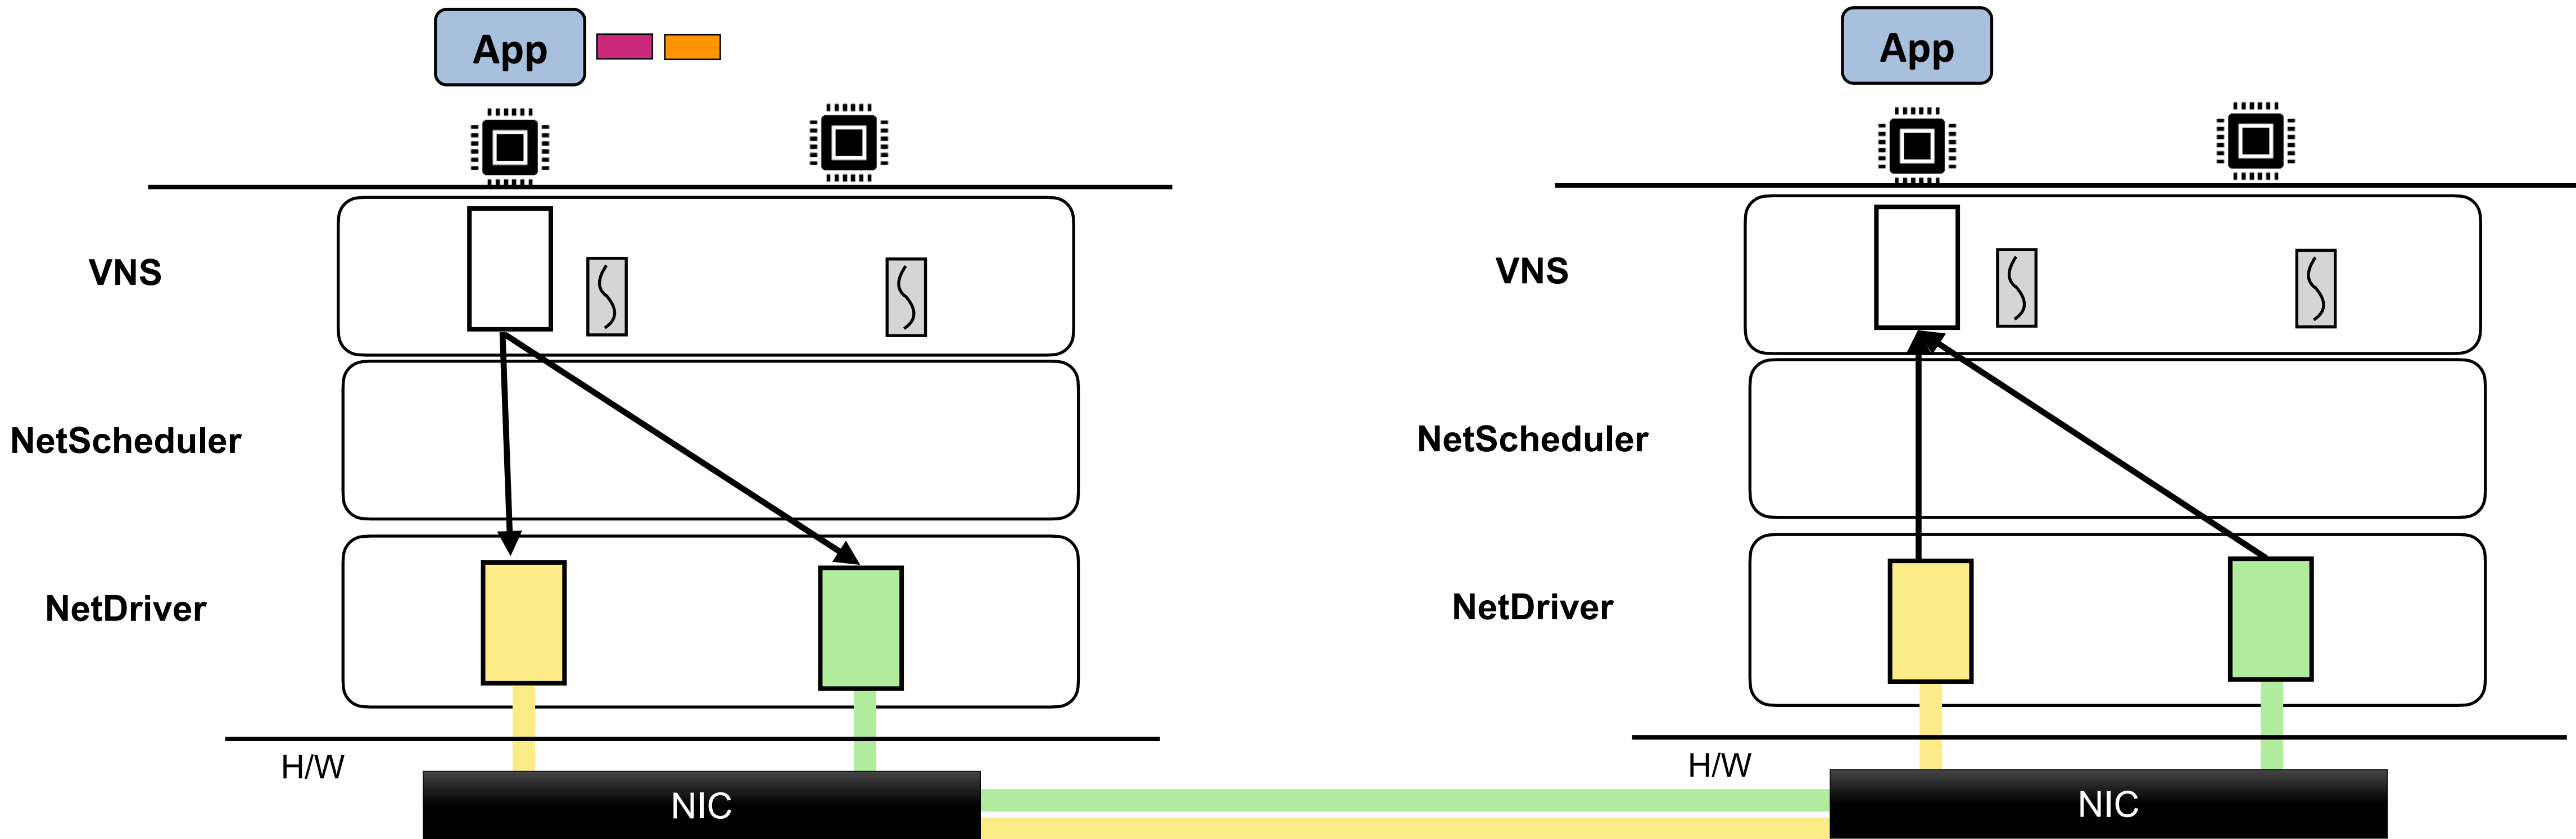 App
App
VNS
VNS
NetScheduler
NetScheduler
NetDriver
NetDriver
H/W
H/W
NIC
NIC